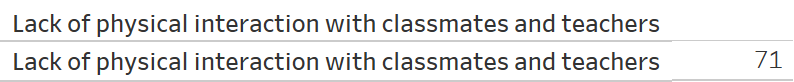 Lack of physical interaction with classmates and teachers
Lack of physical interaction with classmates and teachers 71